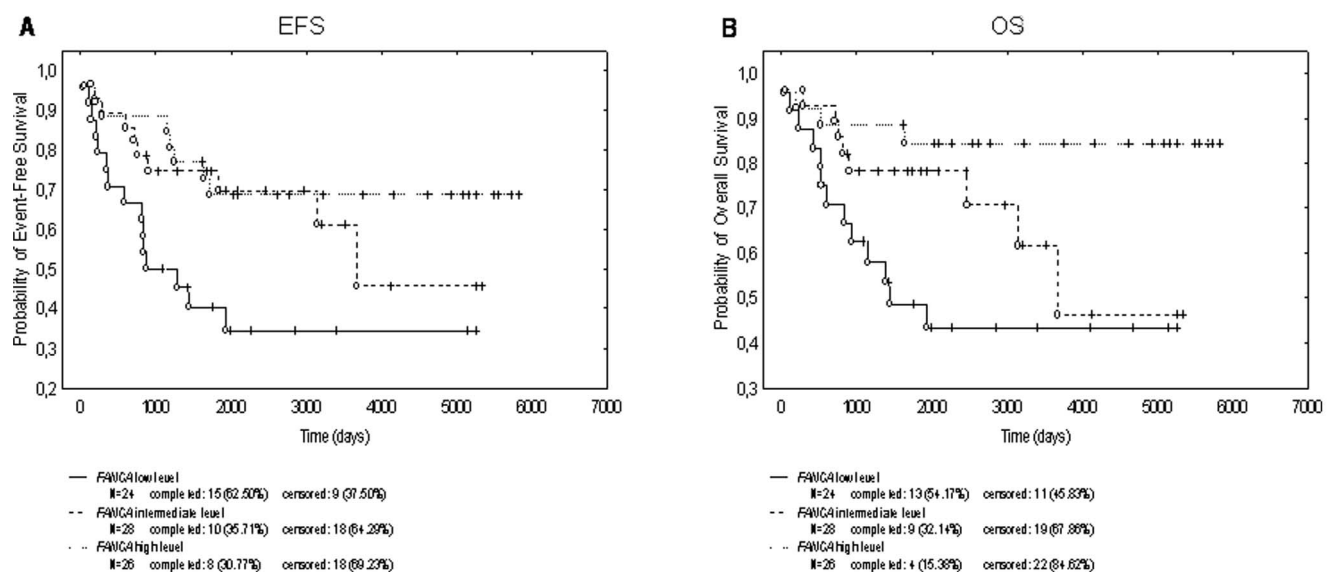 A
EFS
Probability of Event-Free Survival
1,0
0,9
0,8
0,7
0,6
0,5
0,4
0,3
0,2
0 1000 2000 3000 4000 5000 6000 7000
Time (days)
FANCA low level
N=24 completed: 15 (62.50%) censored: 9 (37.50%)
FANCA intermediate level
N=28 completed: 10 (35.71%) censored: 18 (64.29%)
FANCA high level
N=26 completed: 8 (30.77%) censored: 18 (69.23%)
B
OS
Probability of Overall Survival
1,0
0,9
0,8
0,7
0,6
0,5
0,4
0,3
0 1000 2000 3000 4000 5000 6000 7000
Time (days)
FANCA low level
N=24 completed: 13 (54.17%) censored: 11 (45.83%)
FANCA intermediate level
N=28 completed: 9 (32.14%) censored: 19 (67.86%)
FANCA high level
N=26 completed: 4 (15.38%) censored: 22 (84.62%)